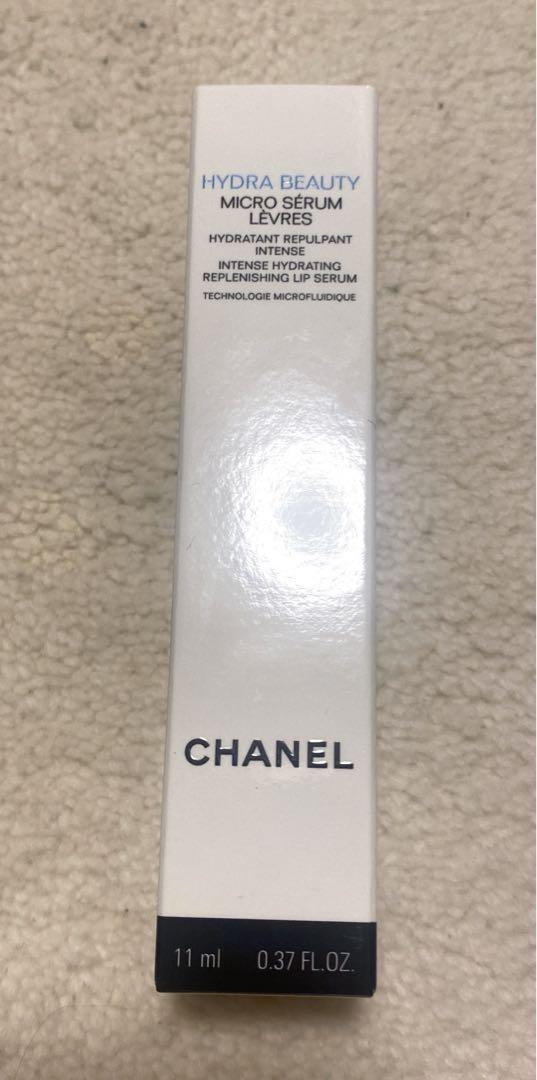 HYDRA BEAUTY
MICRO SÉRUM
LÈVRES
HYDRATANT REPULPANT
INTENSE
INTENSE HYDRATING
REPLENISHING LIP SERUM
TECHNOLOGIE MICROFLUIDIQUE
CHANEL
11 ml 0.37 FL.OZ.